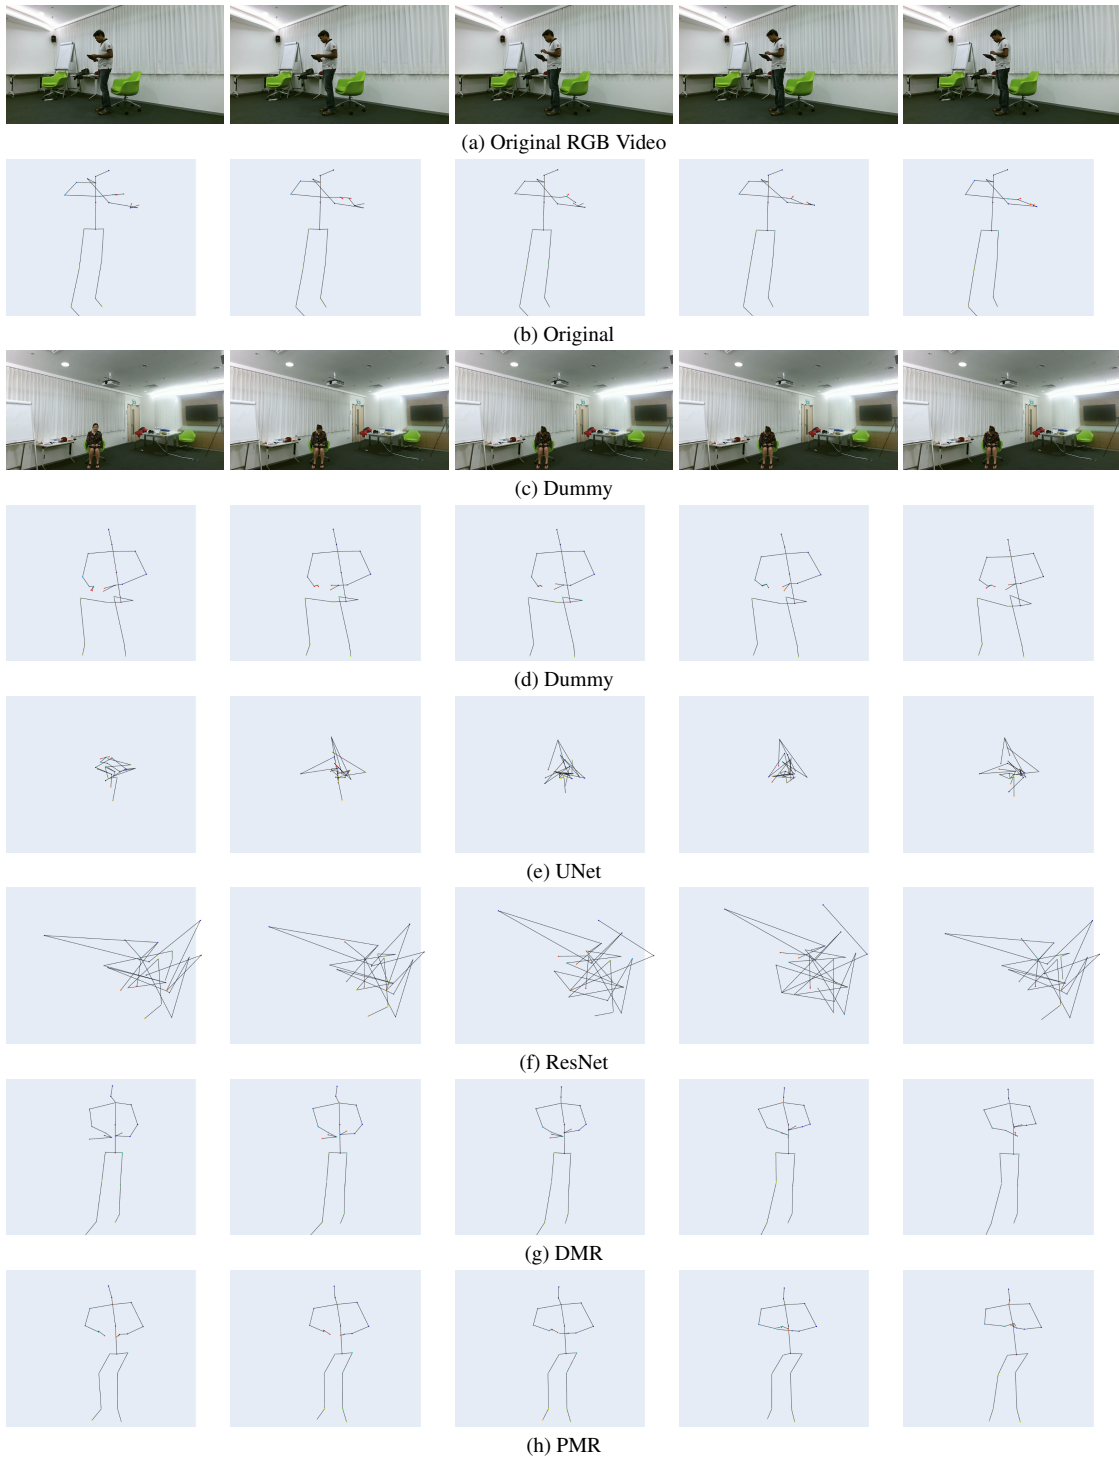 (a) Original RGB Video
(b) Original
(c) Dummy
(d) Dummy
(e) UNet
(f) ResNet
(g) DMR
(h) PMR